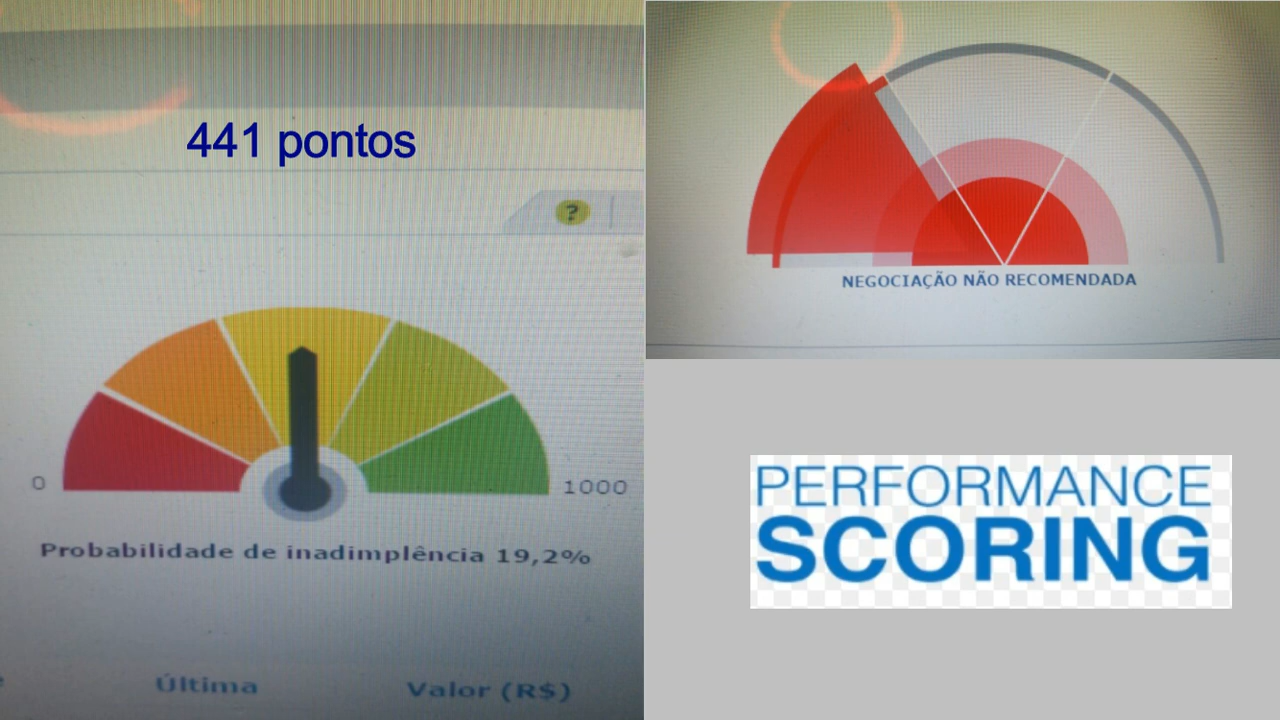 441 pontos
?
0
1000
Probabilidade de inadimplência 19,2%
Última
Valor (R$)
NEGOCIAÇÃO NÃO RECOMENDADA
PERFORMANCE
SCORING